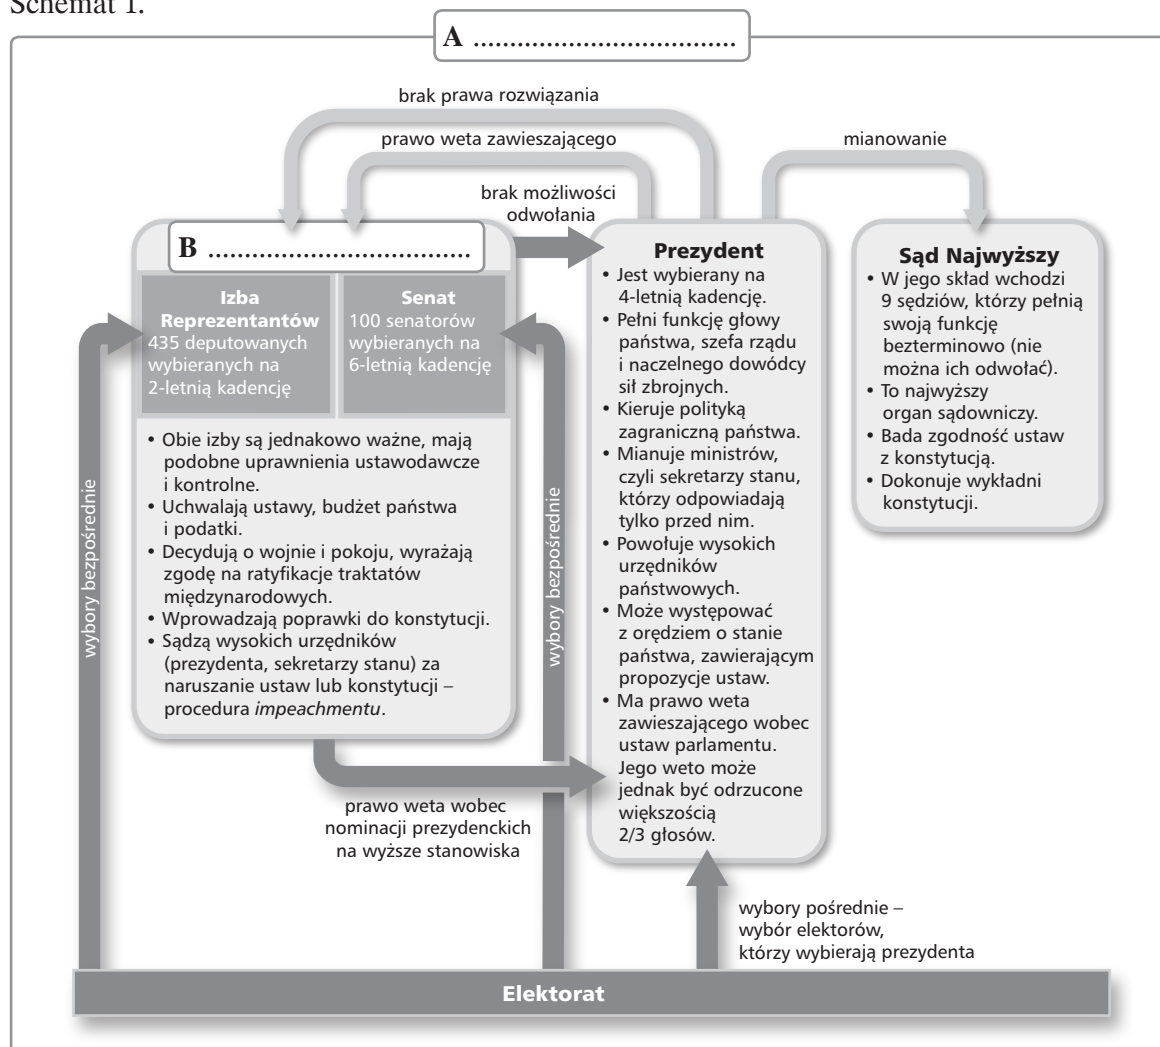 Schemat 1.
A ....................................
brak prawa rozwiązania
prawo weta zawieszającego
mianowanie
brak możliwości
odwołania
B ....................................
Izba
Reprezentantów
435 deputowanych
wybieranych na
2-letnią kadencję
Senat
100 senatorów
wybieranych na
6-letnią kadencję
• Obie izby są jednakowo ważne, mają
podobne uprawnienia ustawodawcze
i kontrolne.
• Uchwalają ustawy, budżet państwa
i podatki.
• Decydują o wojnie i pokoju, wyrażają
zgodę na ratyfikacje traktatów
międzynarodowych.
• Wprowadzają poprawki do konstytucji.
• Sądzą wysokich urzędników
(prezydenta, sekretarzy stanu) za
naruszanie ustaw lub konstytucji –
procedura impeachmentu.
Prezydent
• Jest wybierany na
4-letnią kadencję.
• Pełni funkcję głowy
państwa, szefa rządu
i naczelnego dowódcy
sił zbrojnych.
• Kieruje polityką
zagraniczną państwa.
• Mianuje ministrów,
czyli sekretarzy stanu,
którzy odpowiadają
tylko przed nim.
• Powołuje wysokich
urzędników
państwowych.
• Może występować
z orędziem o stanie
państwa, zawierającym
propozycje ustaw.
• Ma prawo weta
zawieszającego wobec
ustaw parlamentu.
Jego weto może
jednak być odrzucone
większością
2/3 głosów.
Sąd Najwyższy
• W jego skład wchodzi
9 sędziów, którzy pełnią
swoją funkcję
bezterminowo (nie
można ich odwołać).
• To najwyższy
organ sądowniczy.
• Bada zgodność ustaw
z konstytucją.
• Dokonuje wykładni
konstytucji.
wybory bezpośrednie
wybory bezpośrednie
prawo weta wobec
nominacji prezydenckich
na wyższe stanowiska
wybory pośrednie –
wybór elektorów,
którzy wybierają prezydenta
Elektorat